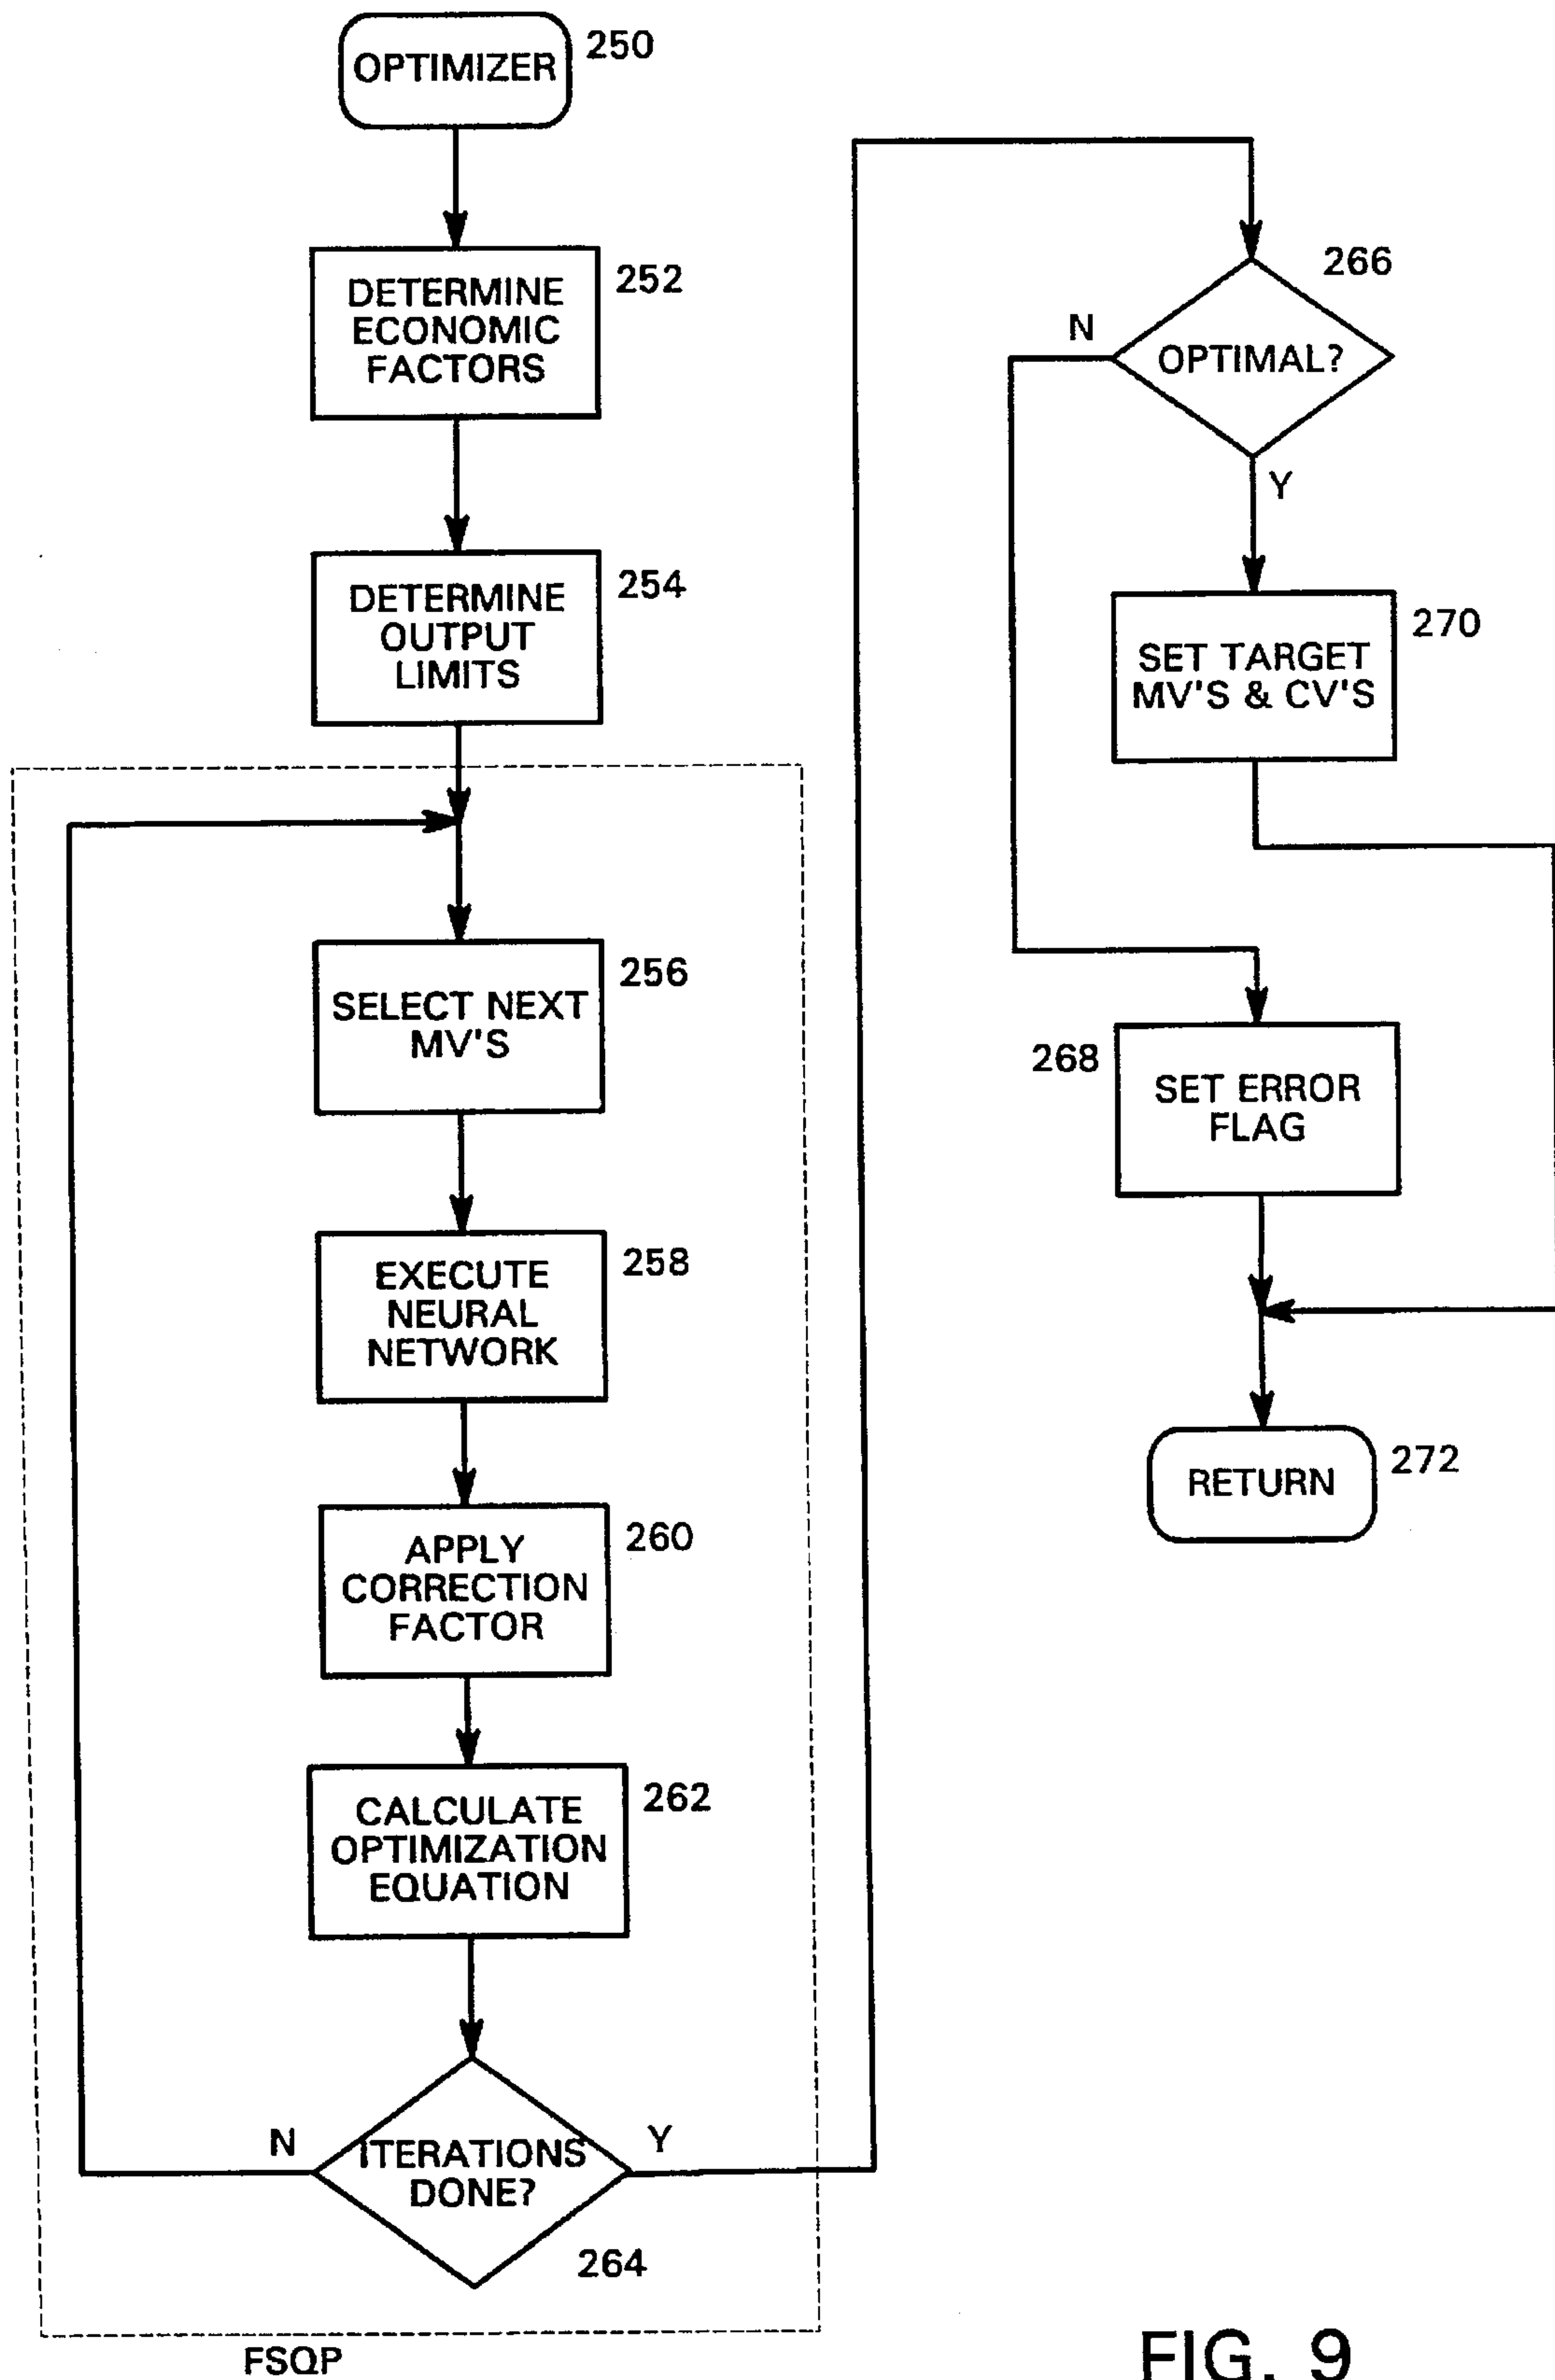 OPTIMIZER
250
DETERMINE
ECONOMIC
FACTORS
252
DETERMINE
OUTPUT
LIMITS
254
SELECT NEXT
MV'S
256
EXECUTE
NEURAL
NETWORK
258
APPLY
CORRECTION
FACTOR
260
CALCULATE
OPTIMIZATION
EQUATION
262
N
ITERATIONS
DONE?
Y
264
FSQP
266
N
OPTIMAL?
Y
SET TARGET
MV'S & CV'S
270
268
SET ERROR
FLAG
RETURN
272
FIG. 9